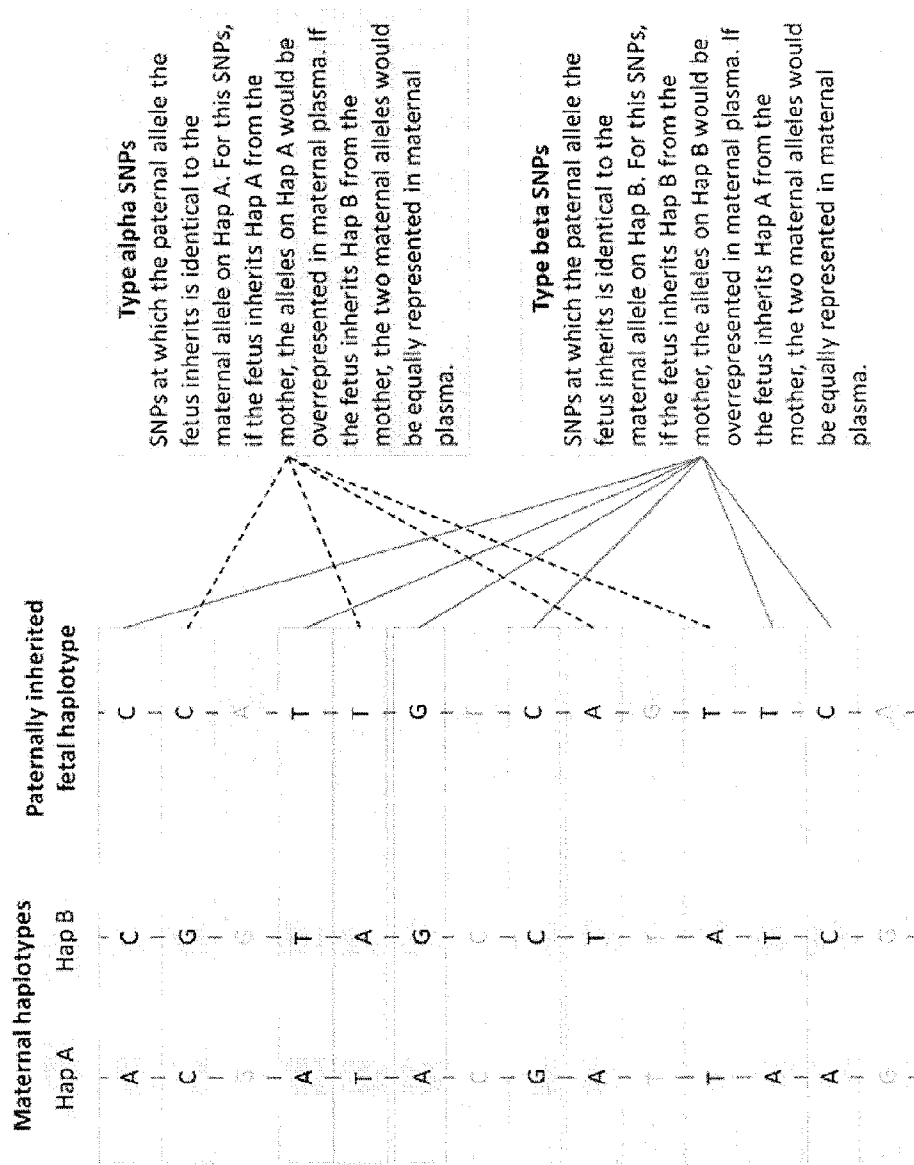 Maternal haplotypes
Hap A
A – C – G – A – T – A – C – G – A – T – T – A – A – G
Hap B
C – G – G – T – A – G – C – C – T – T – A – T – C – G
Paternally inherited
fetal haplotype
C – C – A – T – T – G – T – C – A – G – T – T – C – A
Type alpha SNPs
SNPs at which the paternal allele the
fetus inherits is identical to the
maternal allele on Hap A. For this SNPs,
if the fetus inherits Hap A from the
mother, the alleles on Hap A would be
overrepresented in maternal plasma. If
the fetus inherits Hap B from the
mother, the two maternal alleles would
be equally represented in maternal
plasma.
Type beta SNPs
SNPs at which the paternal allele the
fetus inherits is identical to the
maternal allele on Hap B. For this SNPs,
if the fetus inherits Hap B from the
mother, the alleles on Hap B would be
overrepresented in maternal plasma. If
the fetus inherits Hap A from the
mother, the two maternal alleles would
be equally represented in maternal
plasma.